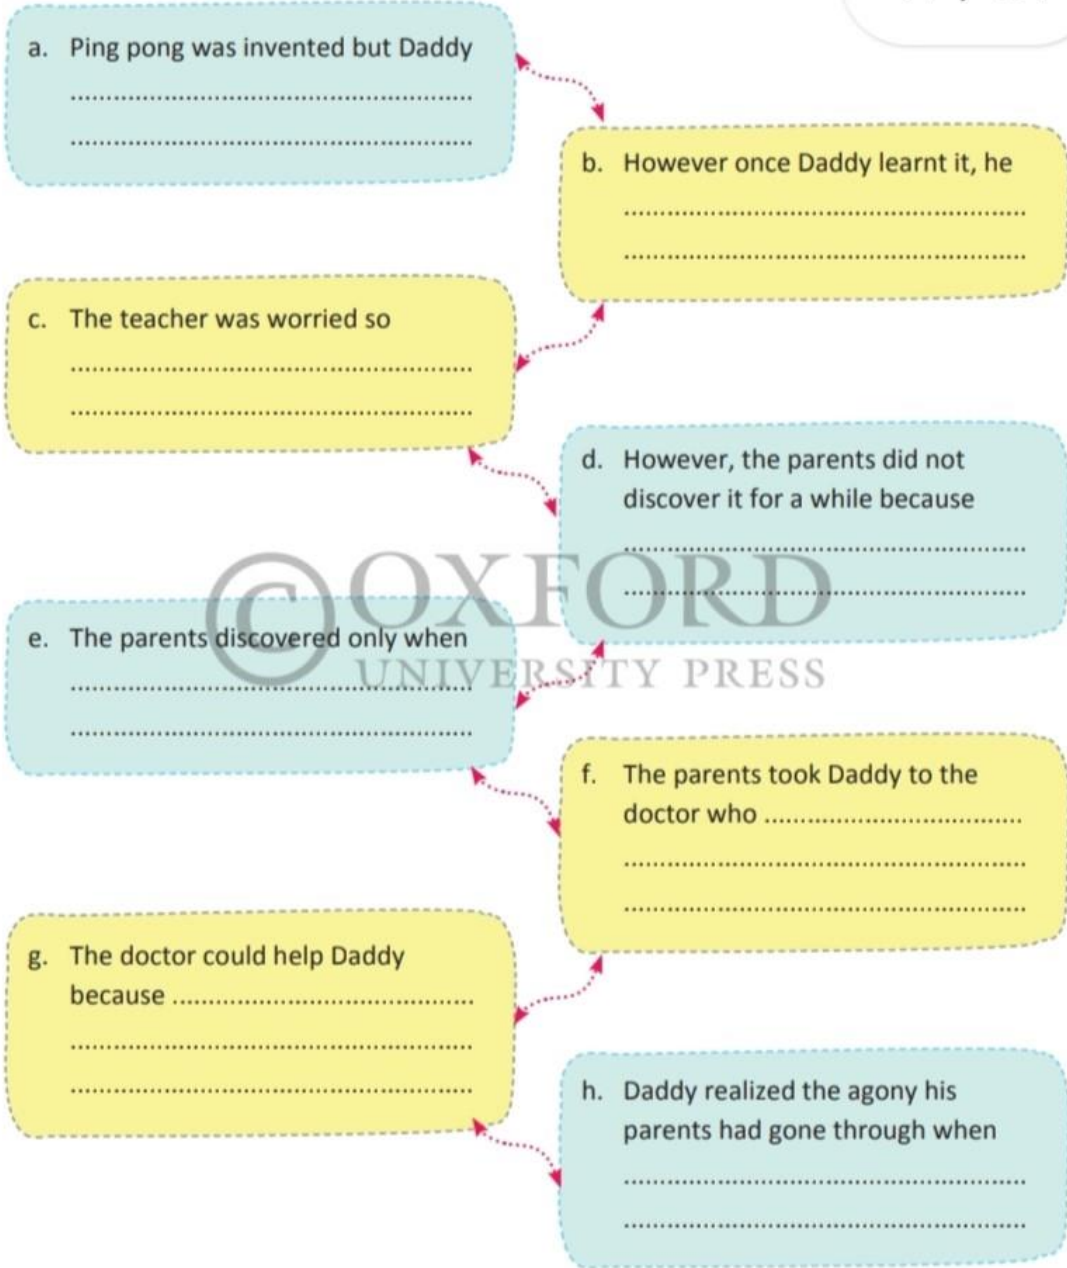 a. Ping pong was invented but Daddy
..........................................................
..........................................................
b. However once Daddy learnt it, he
..........................................................
..........................................................
c. The teacher was worried so
..........................................................
..........................................................
d. However, the parents did not
discover it for a while because
..........................................................
..........................................................
© OXFORD
UNIVERSITY PRESS
e. The parents discovered only when
..........................................................
..........................................................
f. The parents took Daddy to the
doctor who .....................................
..........................................................
..........................................................
g. The doctor could help Daddy
because ...........................................
..........................................................
..........................................................
h. Daddy realized the agony his
parents had gone through when
..........................................................
..........................................................